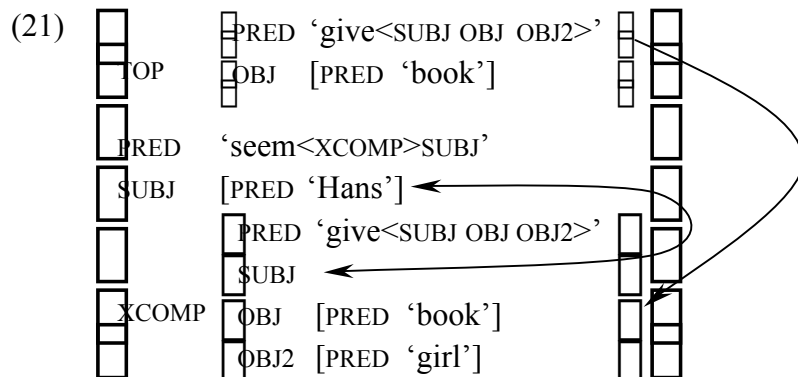 (21) PRED ‘give<SUBJ OBJ OBJ2>’
TOP OBJ [PRED ‘book’]
PRED ‘seem<XCOMP>SUBJ’
SUBJ [PRED ‘Hans’]
PRED ‘give<SUBJ OBJ OBJ2>’
SUBJ
XCOMP OBJ [PRED ‘book’]
OBJ2 [PRED ‘girl’]